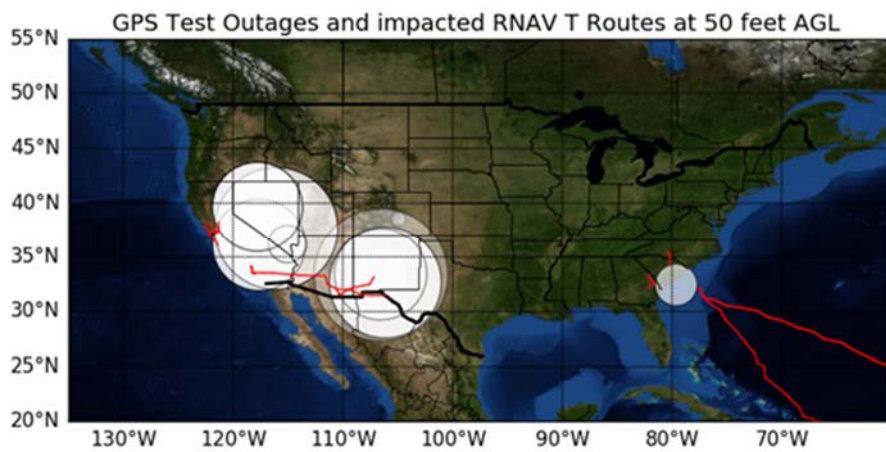 GPS Test Outages and impacted RNAV T Routes at 50 feet AGL
55°N
50°N
45°N
40°N
35°N
30°N
25°N
20°N
130°W 120°W 110°W 100°W 90°W 80°W 70°W